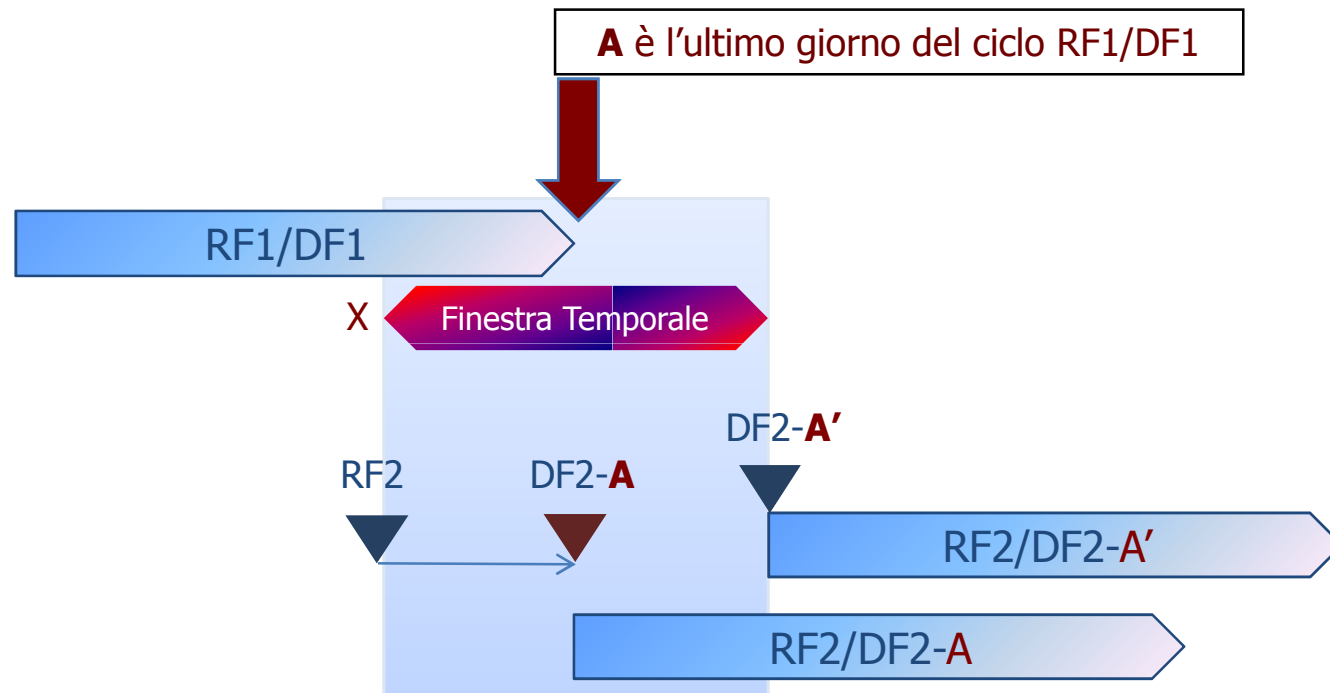 A è l’ultimo giorno del ciclo RF1/DF1
RF1/DF1
X
Finestra Temporale
DF2-A’
RF2
DF2-A
RF2/DF2-A’
RF2/DF2-A